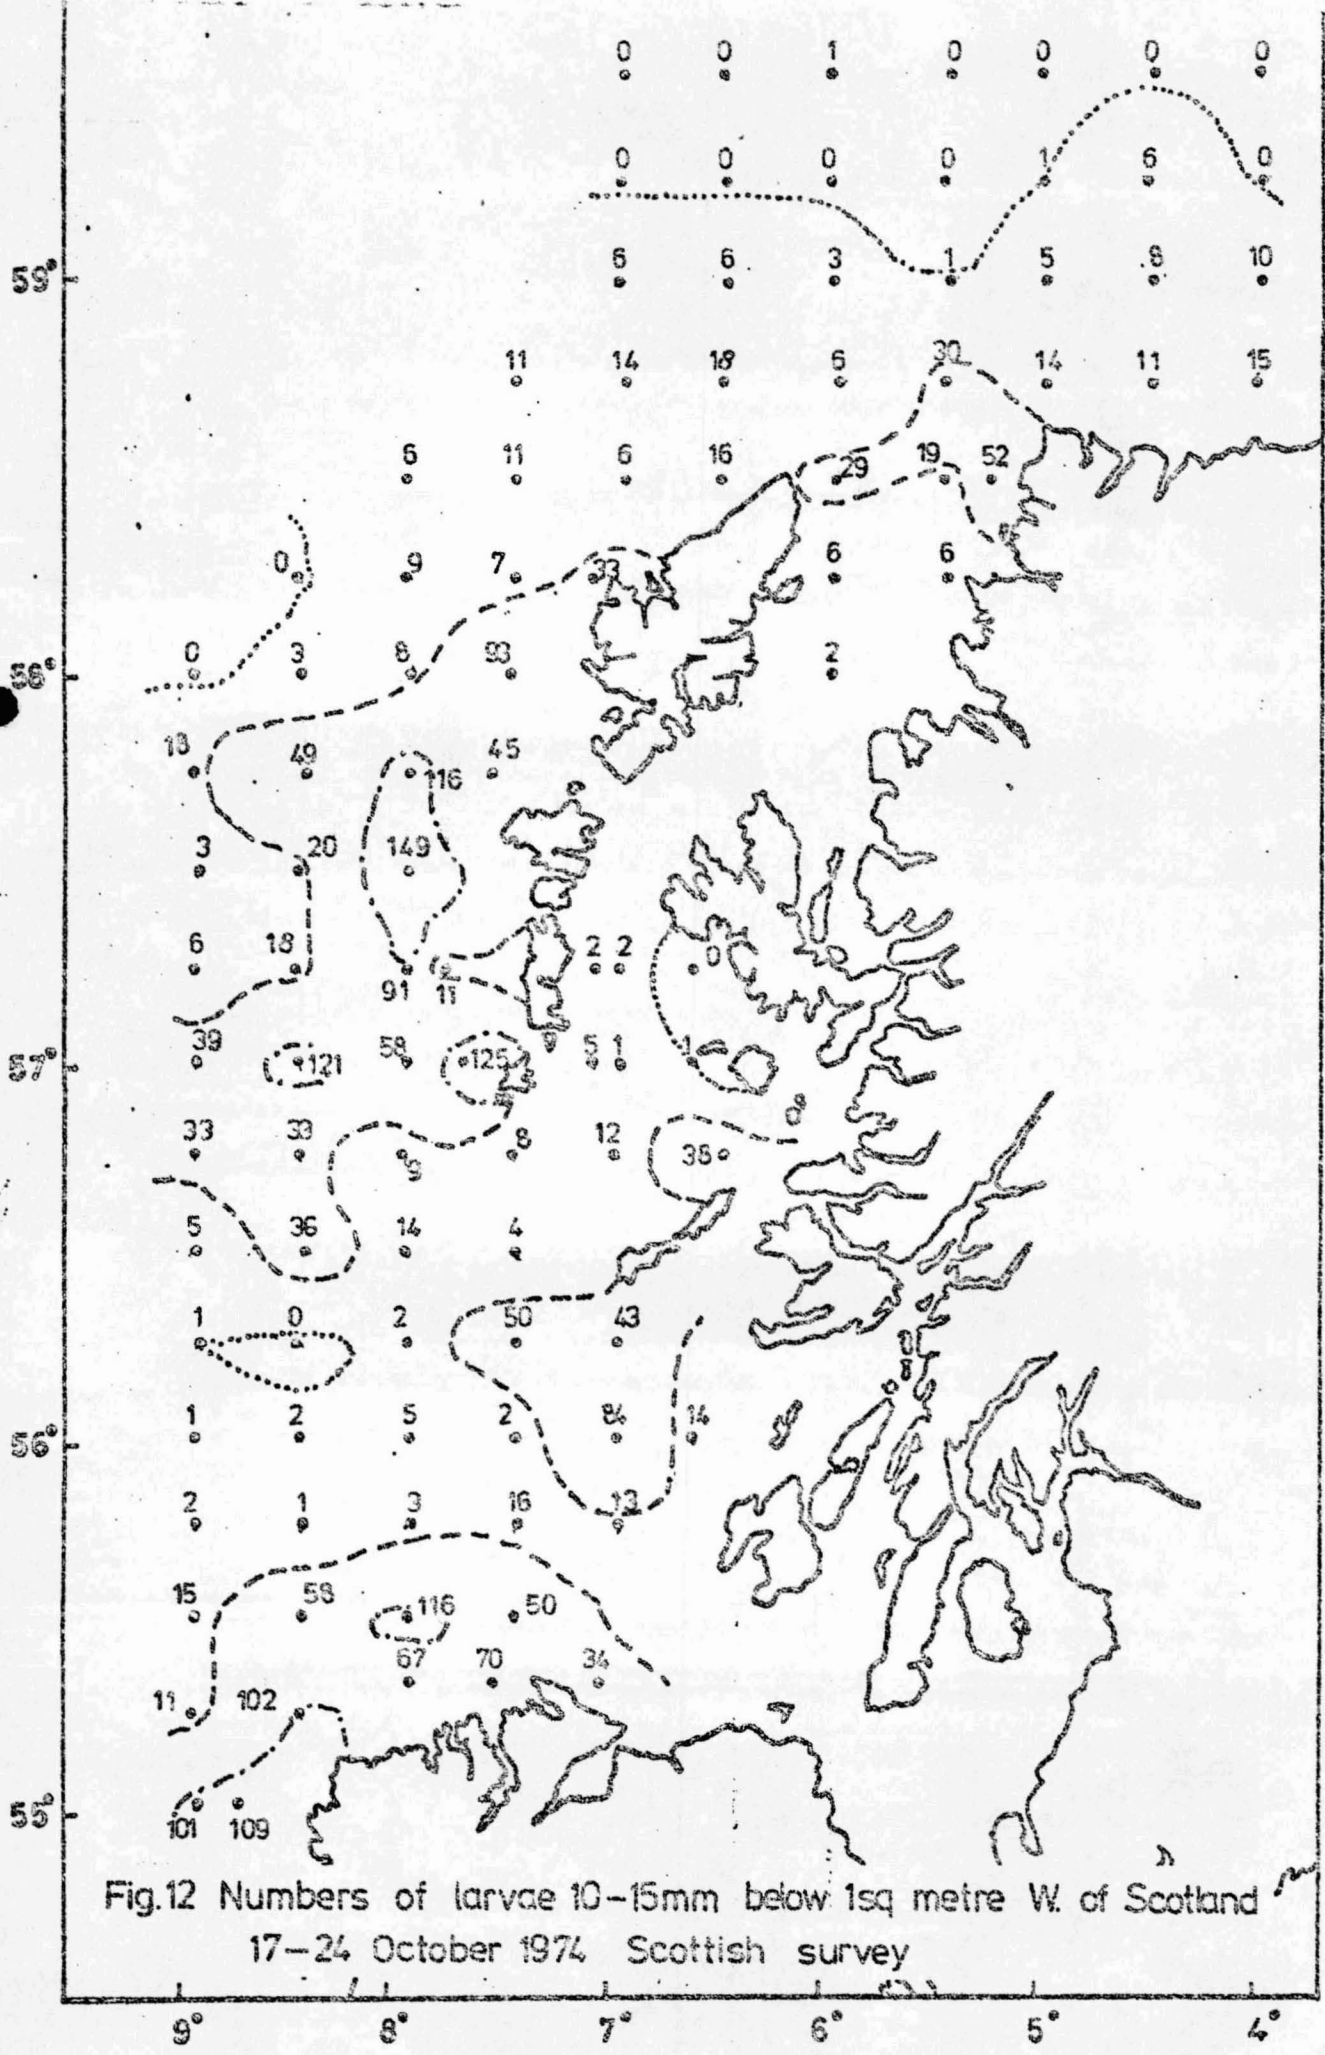 0 0 1 0 0 0 0
0 0 0 0 1 6 0
59° 6 6 3 1 5 8 10
11 14 18 6 30 14 11 15
6 11 6 16 29 19 52
0 9 7 33 6 6
58° 0 3 8 93 2
18 49 116 45
3 20 149
6 18 91 11 2 2 0
57° 39 121 58 125 5 1 1
33 33 9 8 12 38
5 36 14 4
1 0 2 50 43
56° 1 2 5 2 84 14
2 1 3 16 13
15 58 116 50
67 70 34
11 102
55° 101 109
Fig.12 Numbers of larvae 10-15mm below 1sq metre W. of Scotland
17-24 October 1974 Scottish survey
9° 8° 7° 6° 5° 4°